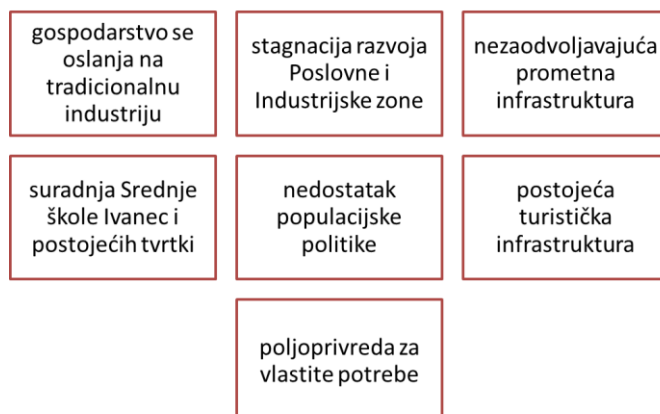 gospodarstvo se
oslanja na
tradicionalnu
industriju
stagnacija razvoja
Poslovne i
Industrijske zone
nezaodvoljavajuća
prometna
infrastruktura
suradnja Srednje
škole Ivanec i
postojećih tvrtki
nedostatak
populacijske
politike
postojeća
turistička
infrastruktura
poljoprivreda za
vlastite potrebe